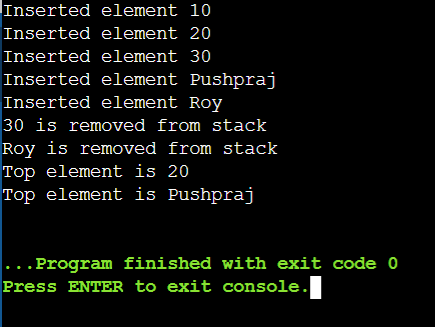 Inserted element 10
Inserted element 20
Inserted element 30
Inserted element Pushpraj
Inserted element Roy
30 is removed from stack
Roy is removed from stack
Top element is 20
Top element is Pushpraj
...Program finished with exit code 0
Press ENTER to exit console.